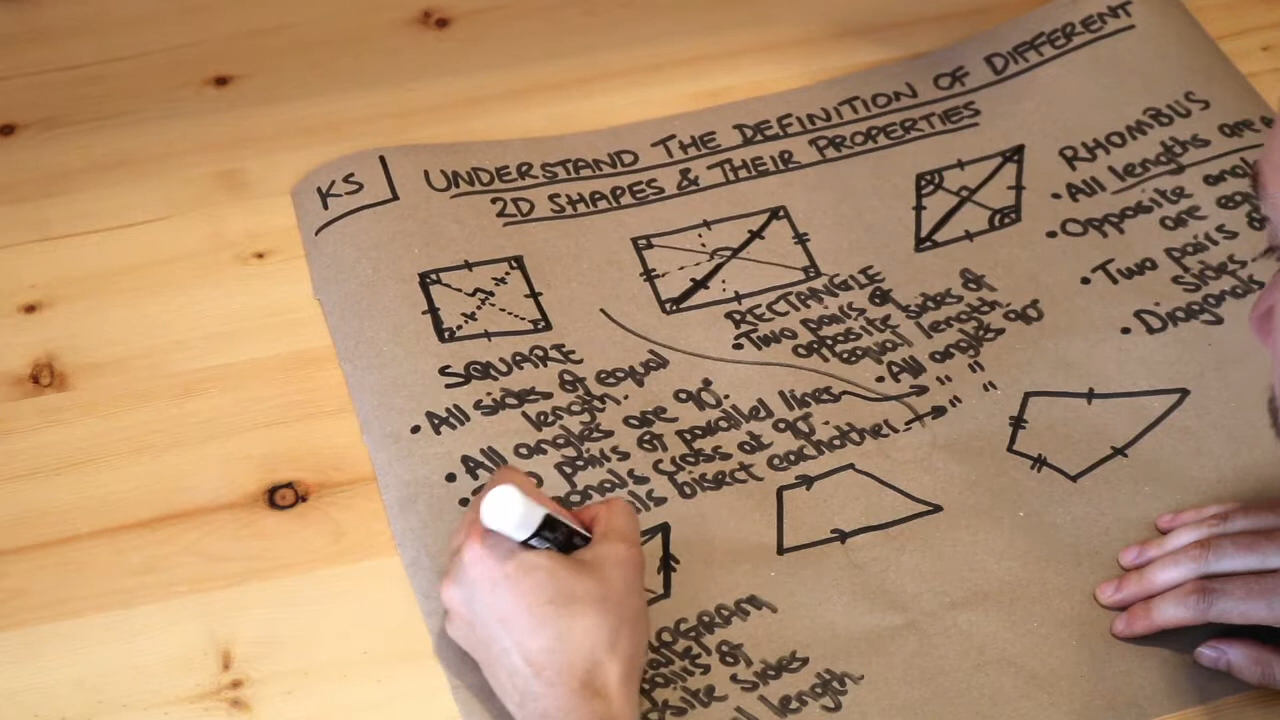 KS
UNDERSTAND THE DEFINITION OF DIFFERENT
2D SHAPES & THEIR PROPERTIES
SQUARE
• All sides of equal
length.
• All angles are 90°.
• pairs of parallel lines
cross at 90°
bisect eachother.
RECTANGLE
• Two pairs of
opposite sides of
equal length.
• All angles 90°
" "
" "
RHOMBUS
• All lengths are
• Opposite
are
• Two pairs
sides
• Diagonals
pairs of
sides
length.